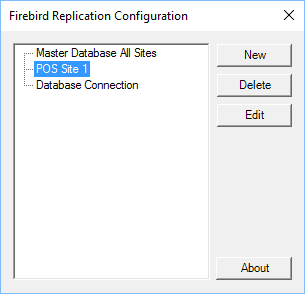 Firebird Replication Configuration
Master Database All Sites
POS Site 1
Database Connection
New
Delete
Edit
About